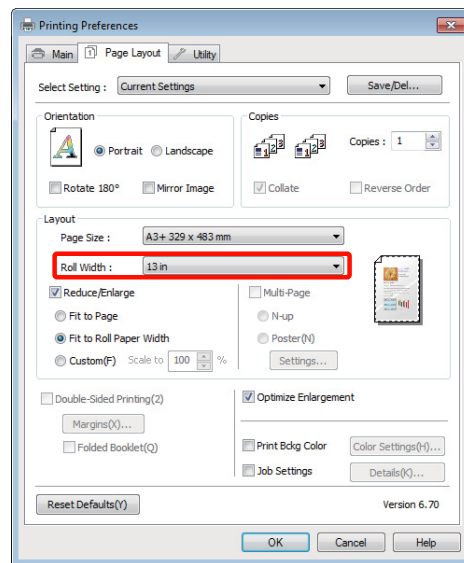 Printing Preferences
Main Page Layout Utility
Select Setting : Current Settings Save/Del...
Orientation Copies
Portrait Landscape Copies : 1
Rotate 180° Mirror Image Collate Reverse Order
Layout
Page Size : A3+ 329 x 483 mm
Roll Width : 13 in
Reduce/Enlarge Multi-Page
Fit to Page N-up
Fit to Roll Paper Width Poster(N)
Custom(F) Scale to 100 % Settings...
Double-Sided Printing(2) Optimize Enlargement
Margins(X)...
Folded Booklet(Q) Print Bckg Color Color Settings(H)...
Job Settings Details(K)...
Reset Defaults(Y) Version 6.70
OK Cancel Help